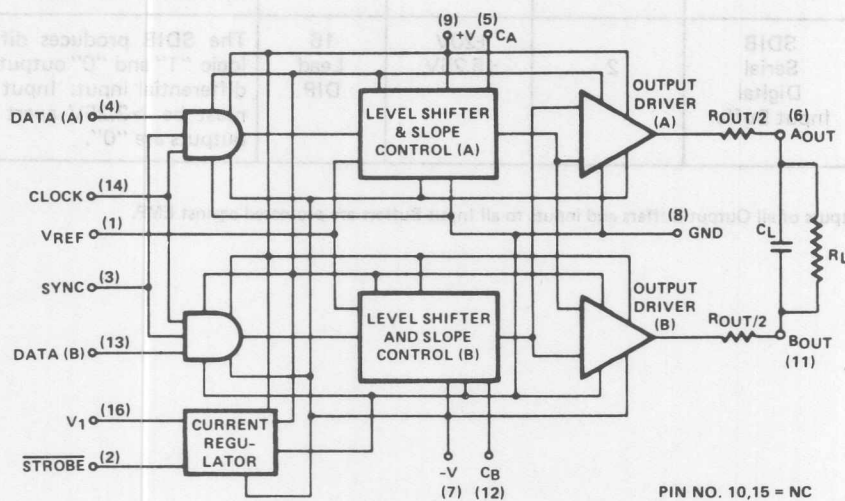 (9) (5)
+V CA
DATA (A) (4)
LEVEL SHIFTER
& SLOPE
CONTROL (A)
OUTPUT
DRIVER
(A)
ROUT/2
AOUT
CLOCK (14)
VREF (1)
(8)
GND
CL
RL
SYNC (3)
DATA (B) (13)
LEVEL SHIFTER
AND SLOPE
CONTROL (B)
OUTPUT
DRIVER
(B)
ROUT/2
BOUT
(11)
V1 (16)
CURRENT
REGU-
LATOR
STROBE (2)
-V CB
(7) (12)
PIN NO. 10,15 = NC